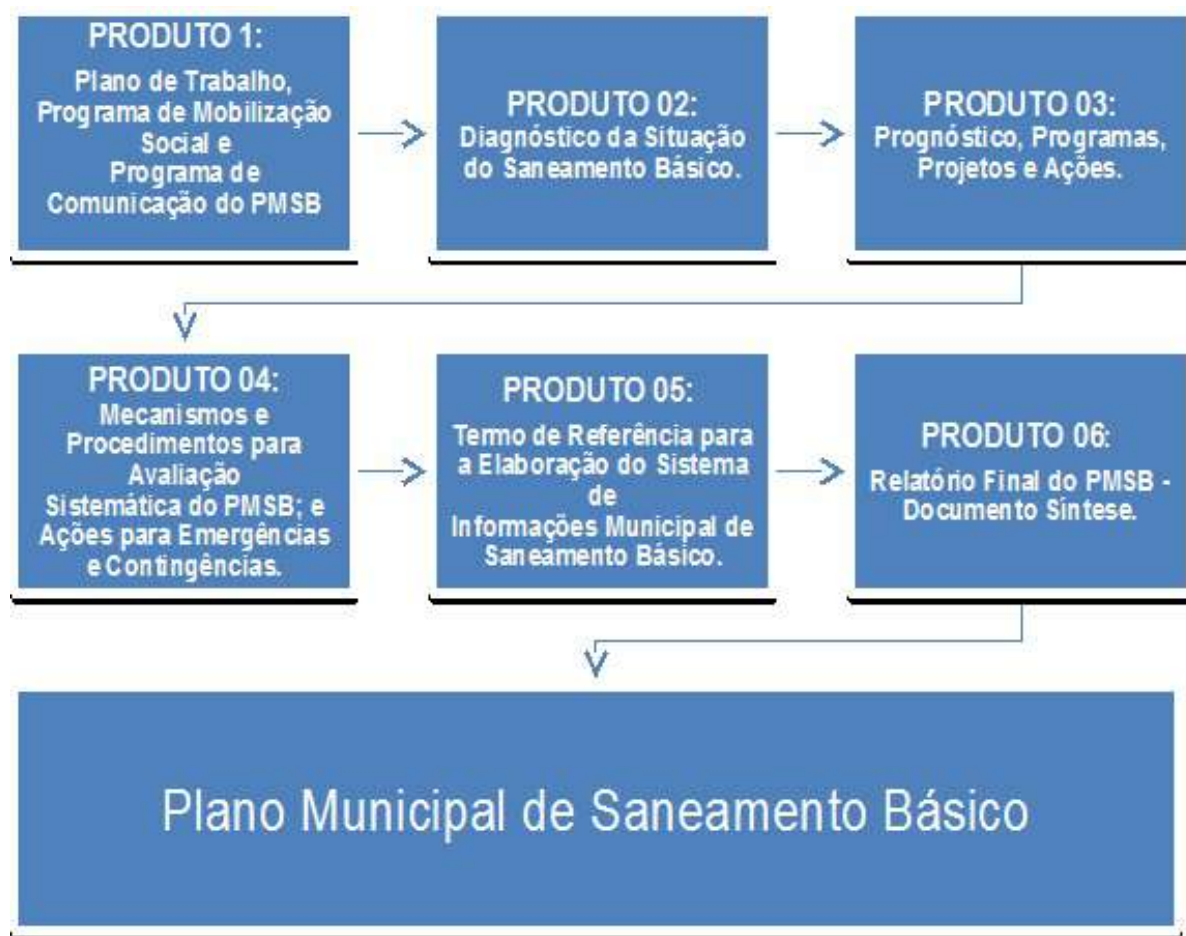 PRODUTO 1:
Plano de Trabalho,
Programa de Mobilização
Social e
Programa de
Comunicação do PMSB
PRODUTO 02:
Diagnóstico da Situação
do Saneamento Básico.
PRODUTO 03:
Prognóstico, Programas,
Projetos e Ações.
PRODUTO 04:
Mecanismos e
Procedimentos para
Avaliação
Sistemática do PMSB; e
Ações para Emergências
e Contingências.
PRODUTO 05:
Termo de Referência para
a Elaboração do Sistema
de
Informações Municipal de
Saneamento Básico.
PRODUTO 06:
Relatório Final do PMSB -
Documento Síntese.
Plano Municipal de Saneamento Básico